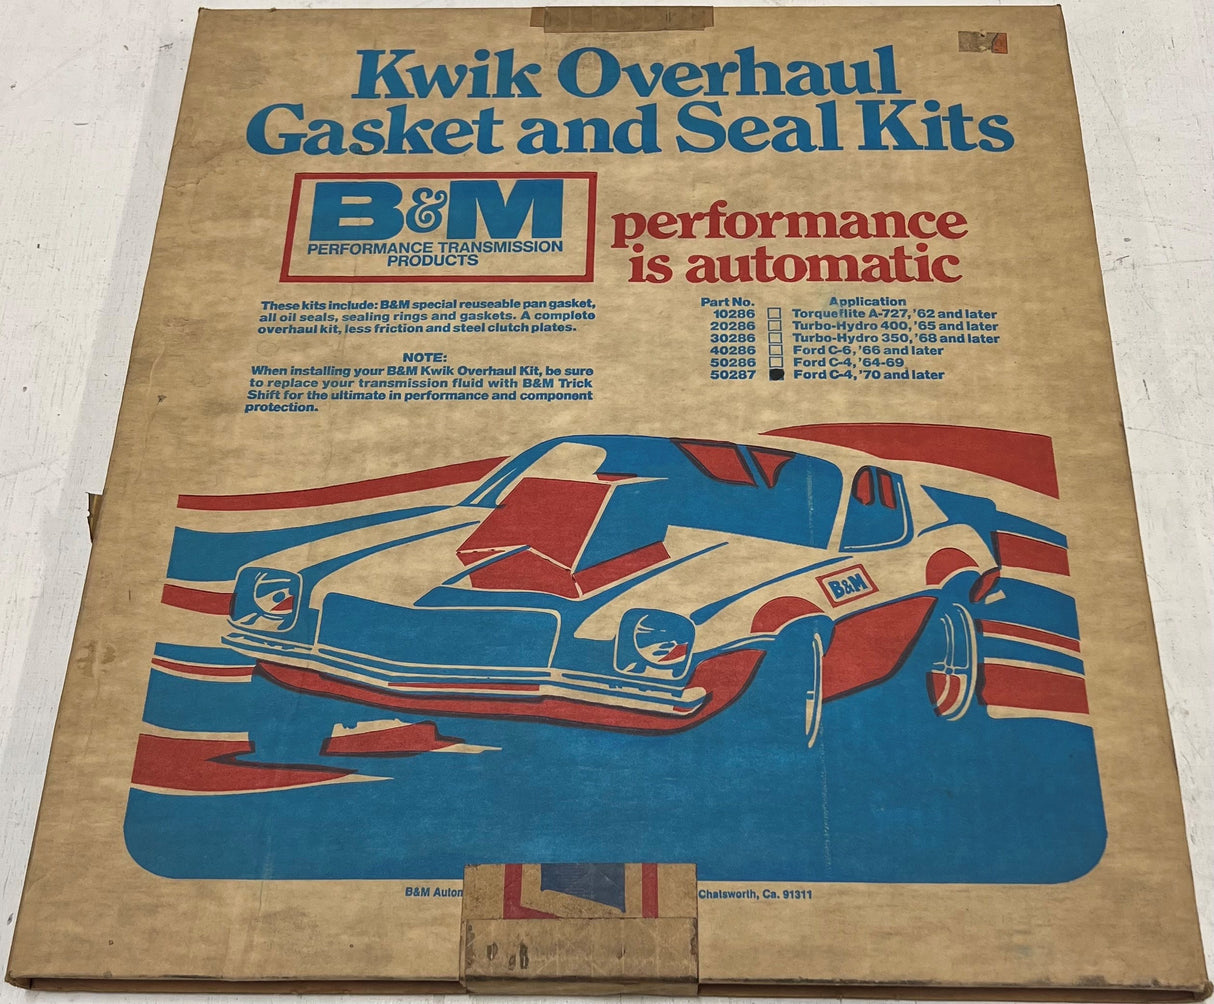 Kwik Overhaul
Gasket and Seal Kits
B&M
PERFORMANCE TRANSMISSION
PRODUCTS
performance
is automatic
These kits include: B&M special reuseable pan gasket,
all oil seals, sealing rings and gaskets. A complete
overhaul kit, less friction and steel clutch plates.
NOTE:
When installing your B&M Kwik Overhaul Kit, be sure
to replace your transmission fluid with B&M Trick
Shift for the ultimate in performance and component
protection.
Part No. Application
10286 Torqueflite A-727, '62 and later
20286 Turbo-Hydro 400, '65 and later
30286 Turbo-Hydro 350, '68 and later
40286 Ford C-6, '66 and later
50286 Ford C-4, '64-69
50287 Ford C-4, '70 and later
B&M
B&M Autom Chatsworth, Ca. 91311